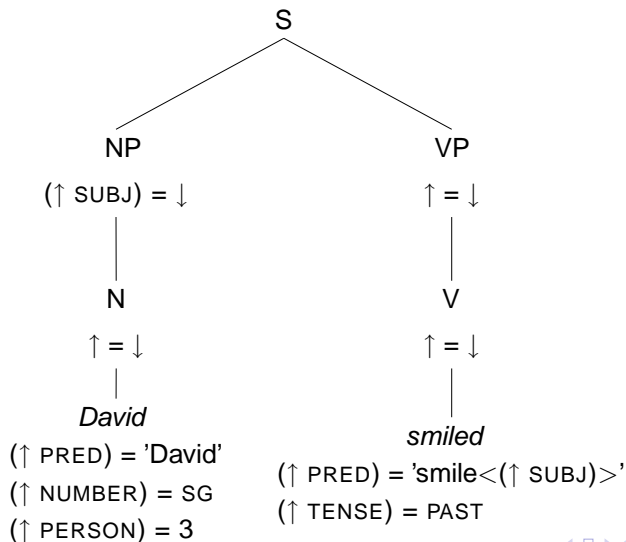 S
NP VP
(↑ SUBJ) = ↓ ↑ = ↓
N V
↑ = ↓ ↑ = ↓
David
smiled
(↑ PRED) = 'David'
(↑ PRED) = 'smile<(↑ SUBJ)>'
(↑ NUMBER) = SG
(↑ TENSE) = PAST
(↑ PERSON) = 3